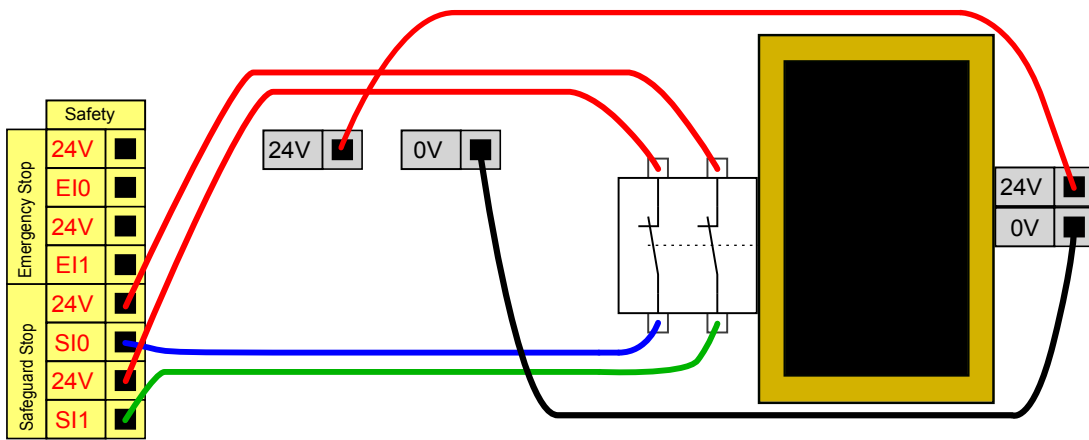 Safety
Emergency Stop
24V
EI0
24V
EI1
Safeguard Stop
24V
SI0
24V
SI1
24V
0V
24V
0V